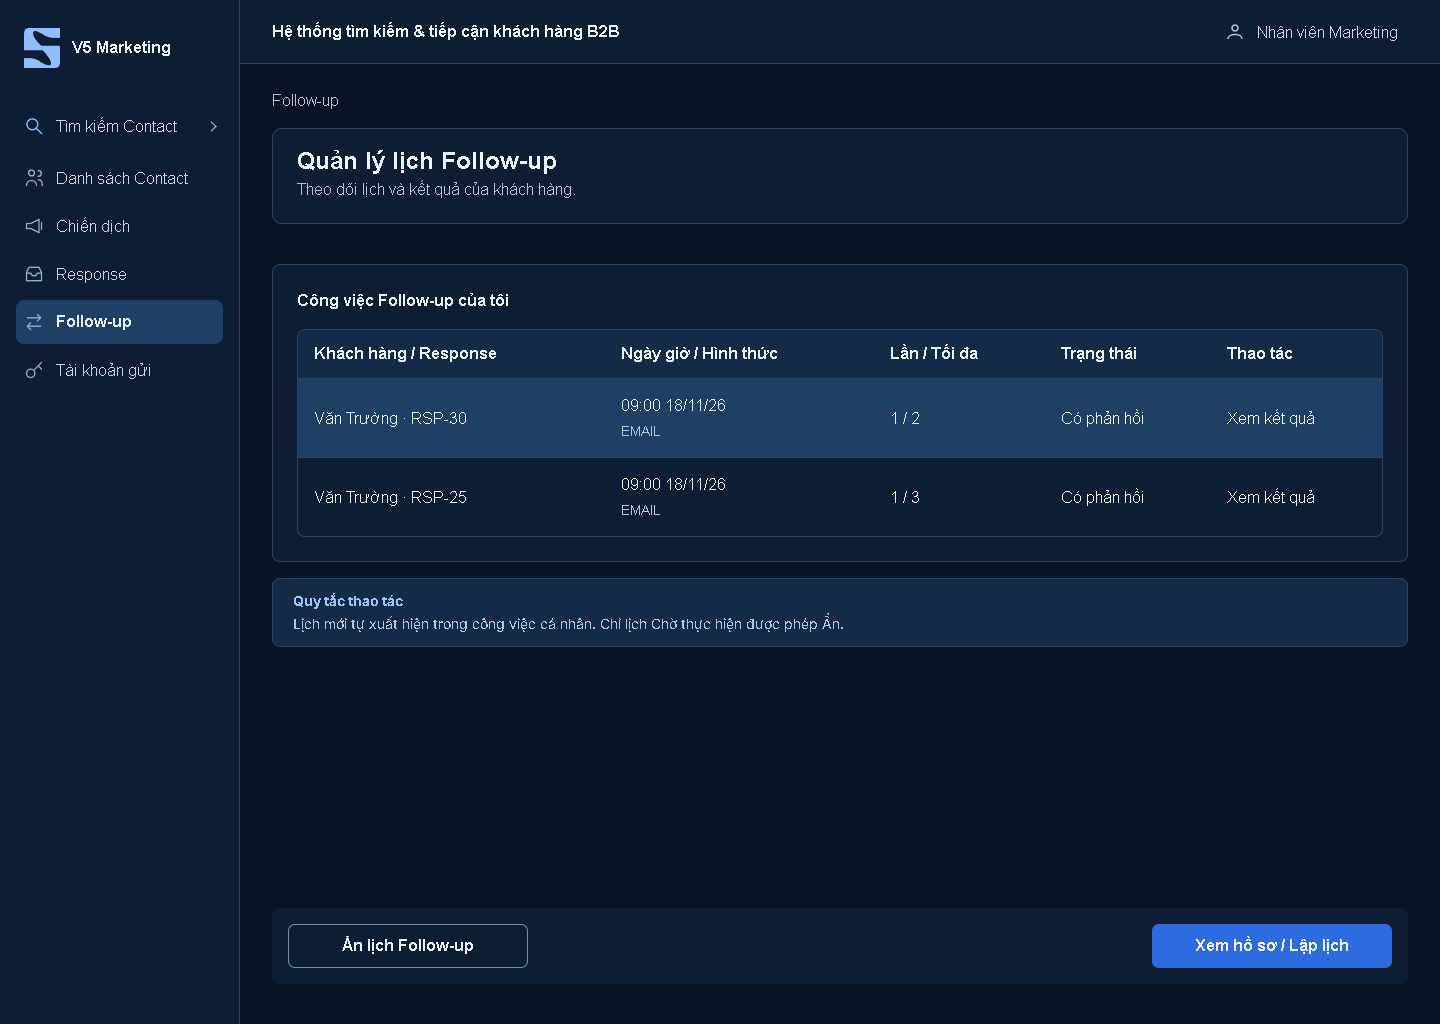 V5 Marketing
Hệ thống tìm kiếm & tiếp cận khách hàng B2B
Nhân viên Marketing
Tìm kiếm Contact
Danh sách Contact
Chiến dịch
Response
Follow-up
Tài khoản gửi
Follow-up
Quản lý lịch Follow-up
Theo dõi lịch và kết quả của khách hàng.
Công việc Follow-up của tôi
Khách hàng / Response Ngày giờ / Hình thức Lần / Tối đa Trạng thái Thao tác
Văn Trường · RSP-30 09:00 18/11/26 EMAIL 1 / 2 Có phản hồi Xem kết quả
Văn Trường · RSP-25 09:00 18/11/26 EMAIL 1 / 3 Có phản hồi Xem kết quả
Quy tắc thao tác
Lịch mới tự xuất hiện trong công việc cá nhân. Chỉ lịch Chờ thực hiện được phép Ẩn.
Ẩn lịch Follow-up
Xem hồ sơ / Lập lịch